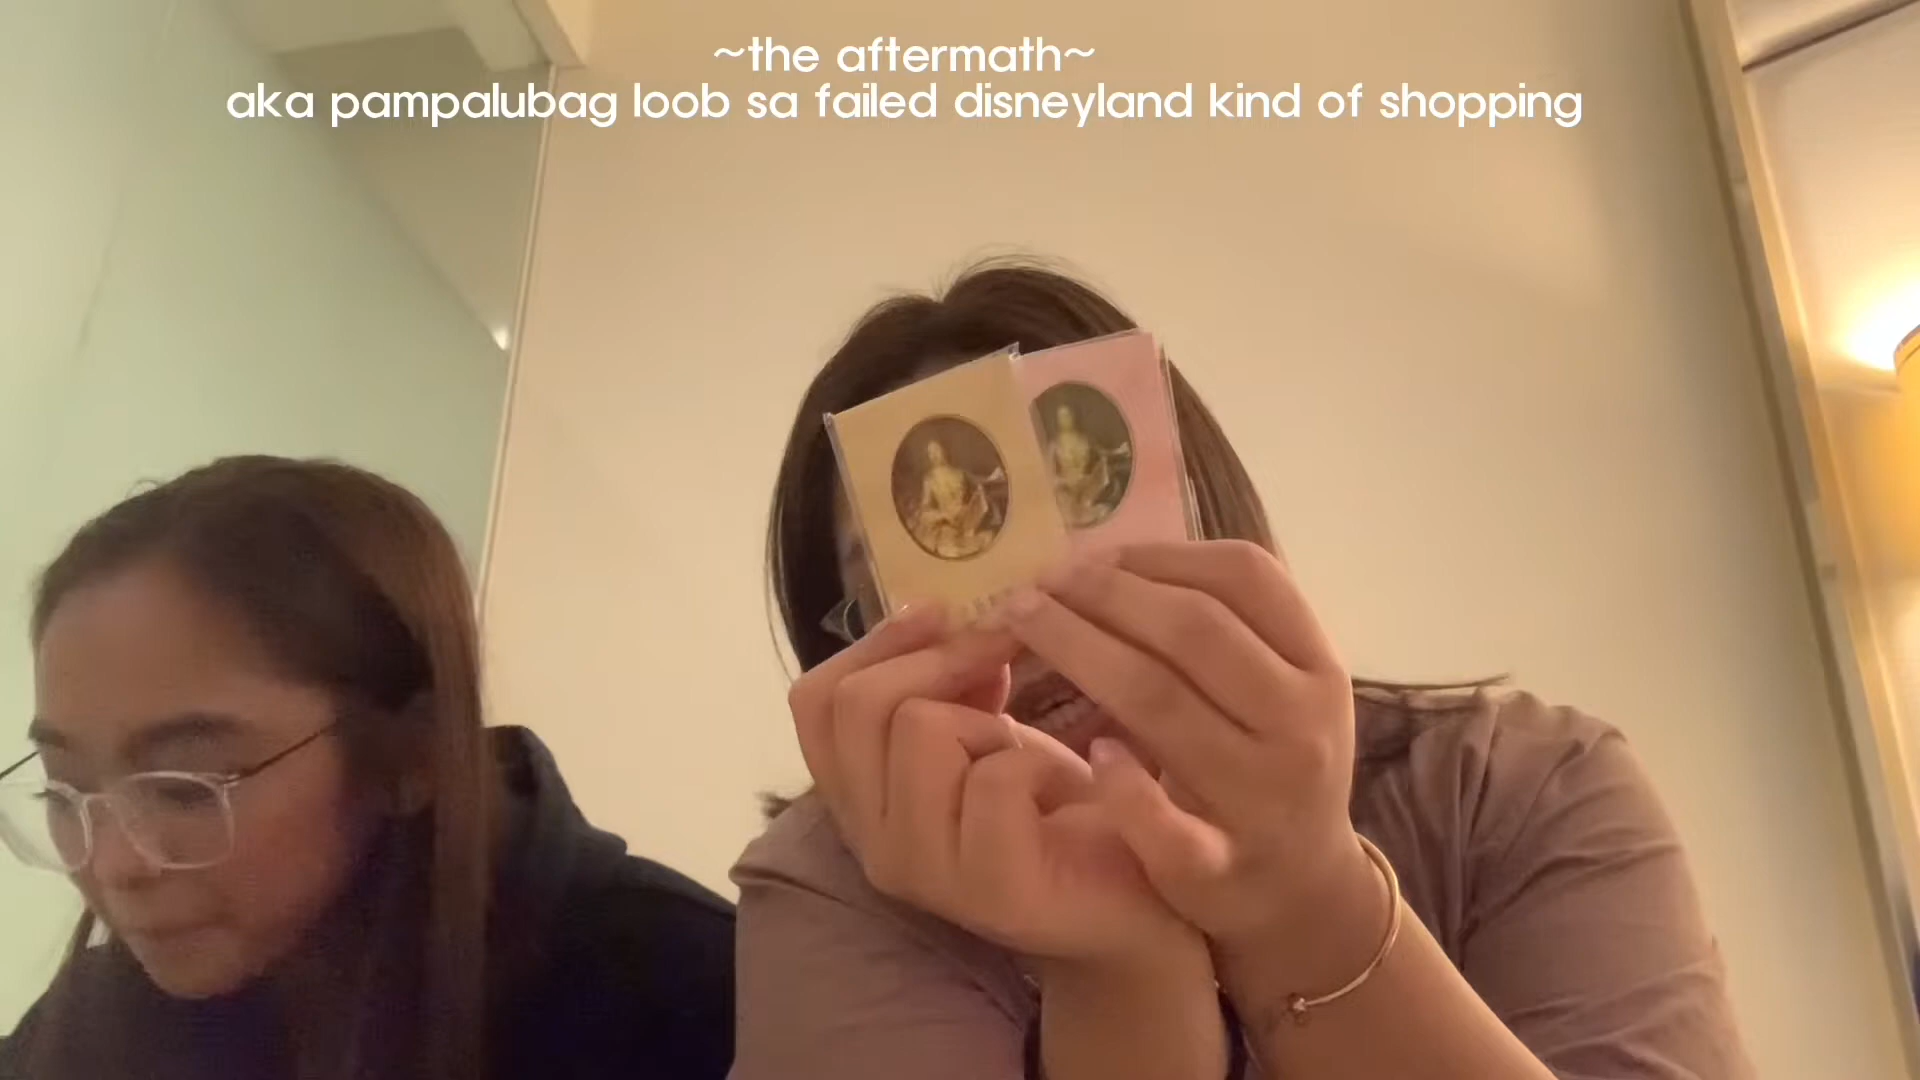 ~the aftermath~
aka pampalubag loob sa failed disneyland kind of shopping